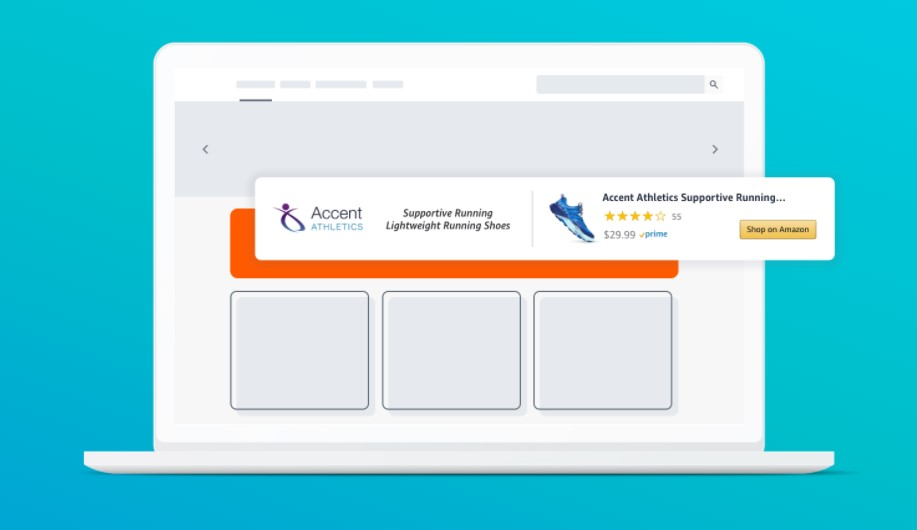 Accent
ATHLETICS
Supportive Running
Lightweight Running Shoes
Accent Athletics Supportive Running...
55
$29.99 prime
Shop on Amazon